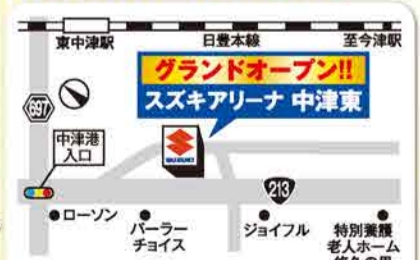 東中津駅
日豊本線
至今津駅
グランドオープン!!
スズキアリーナ 中津東
697
中津港
入口
SUZUKI
213
ローソン
パーラー
チョイス
ジョイフル
特別養護
老人ホーム